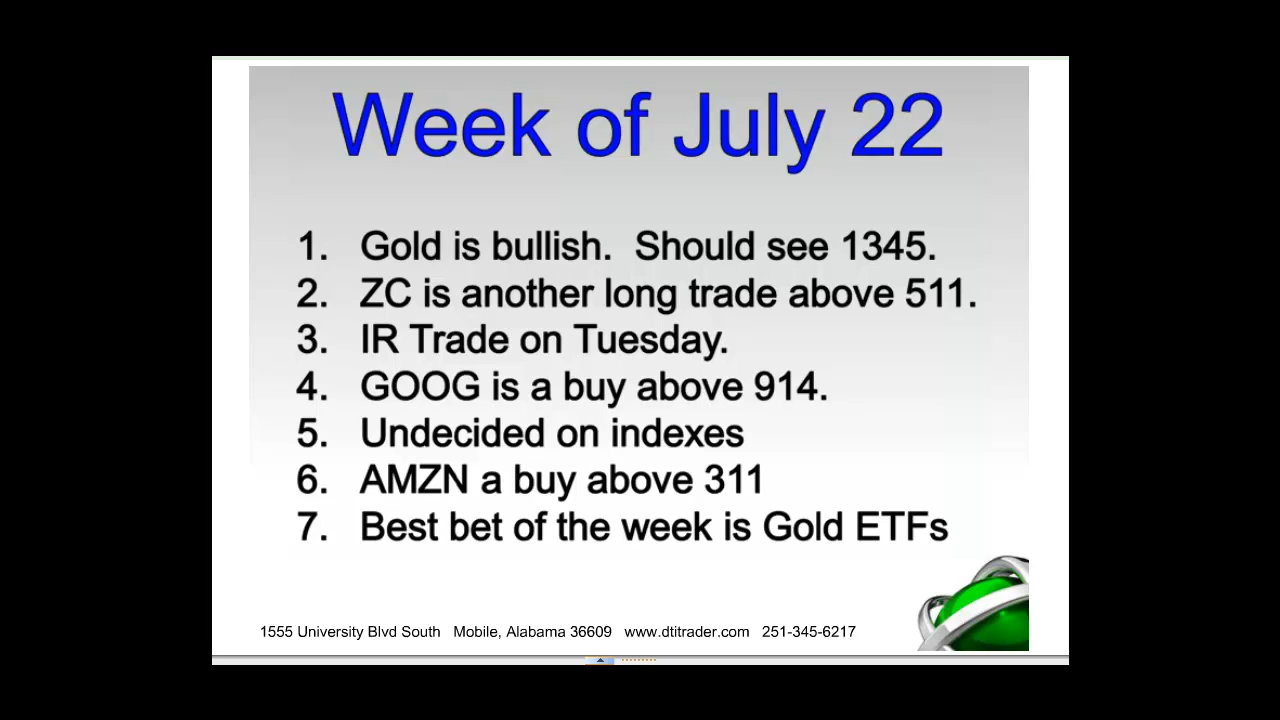 Week of July 22
1. Gold is bullish. Should see 1345.
2. ZC is another long trade above 511.
3. IR Trade on Tuesday.
4. GOOG is a buy above 914.
5. Undecided on indexes
6. AMZN a buy above 311
7. Best bet of the week is Gold ETFs
1555 University Blvd South Mobile, Alabama 36609 www.dtitrader.com 251-345-6217